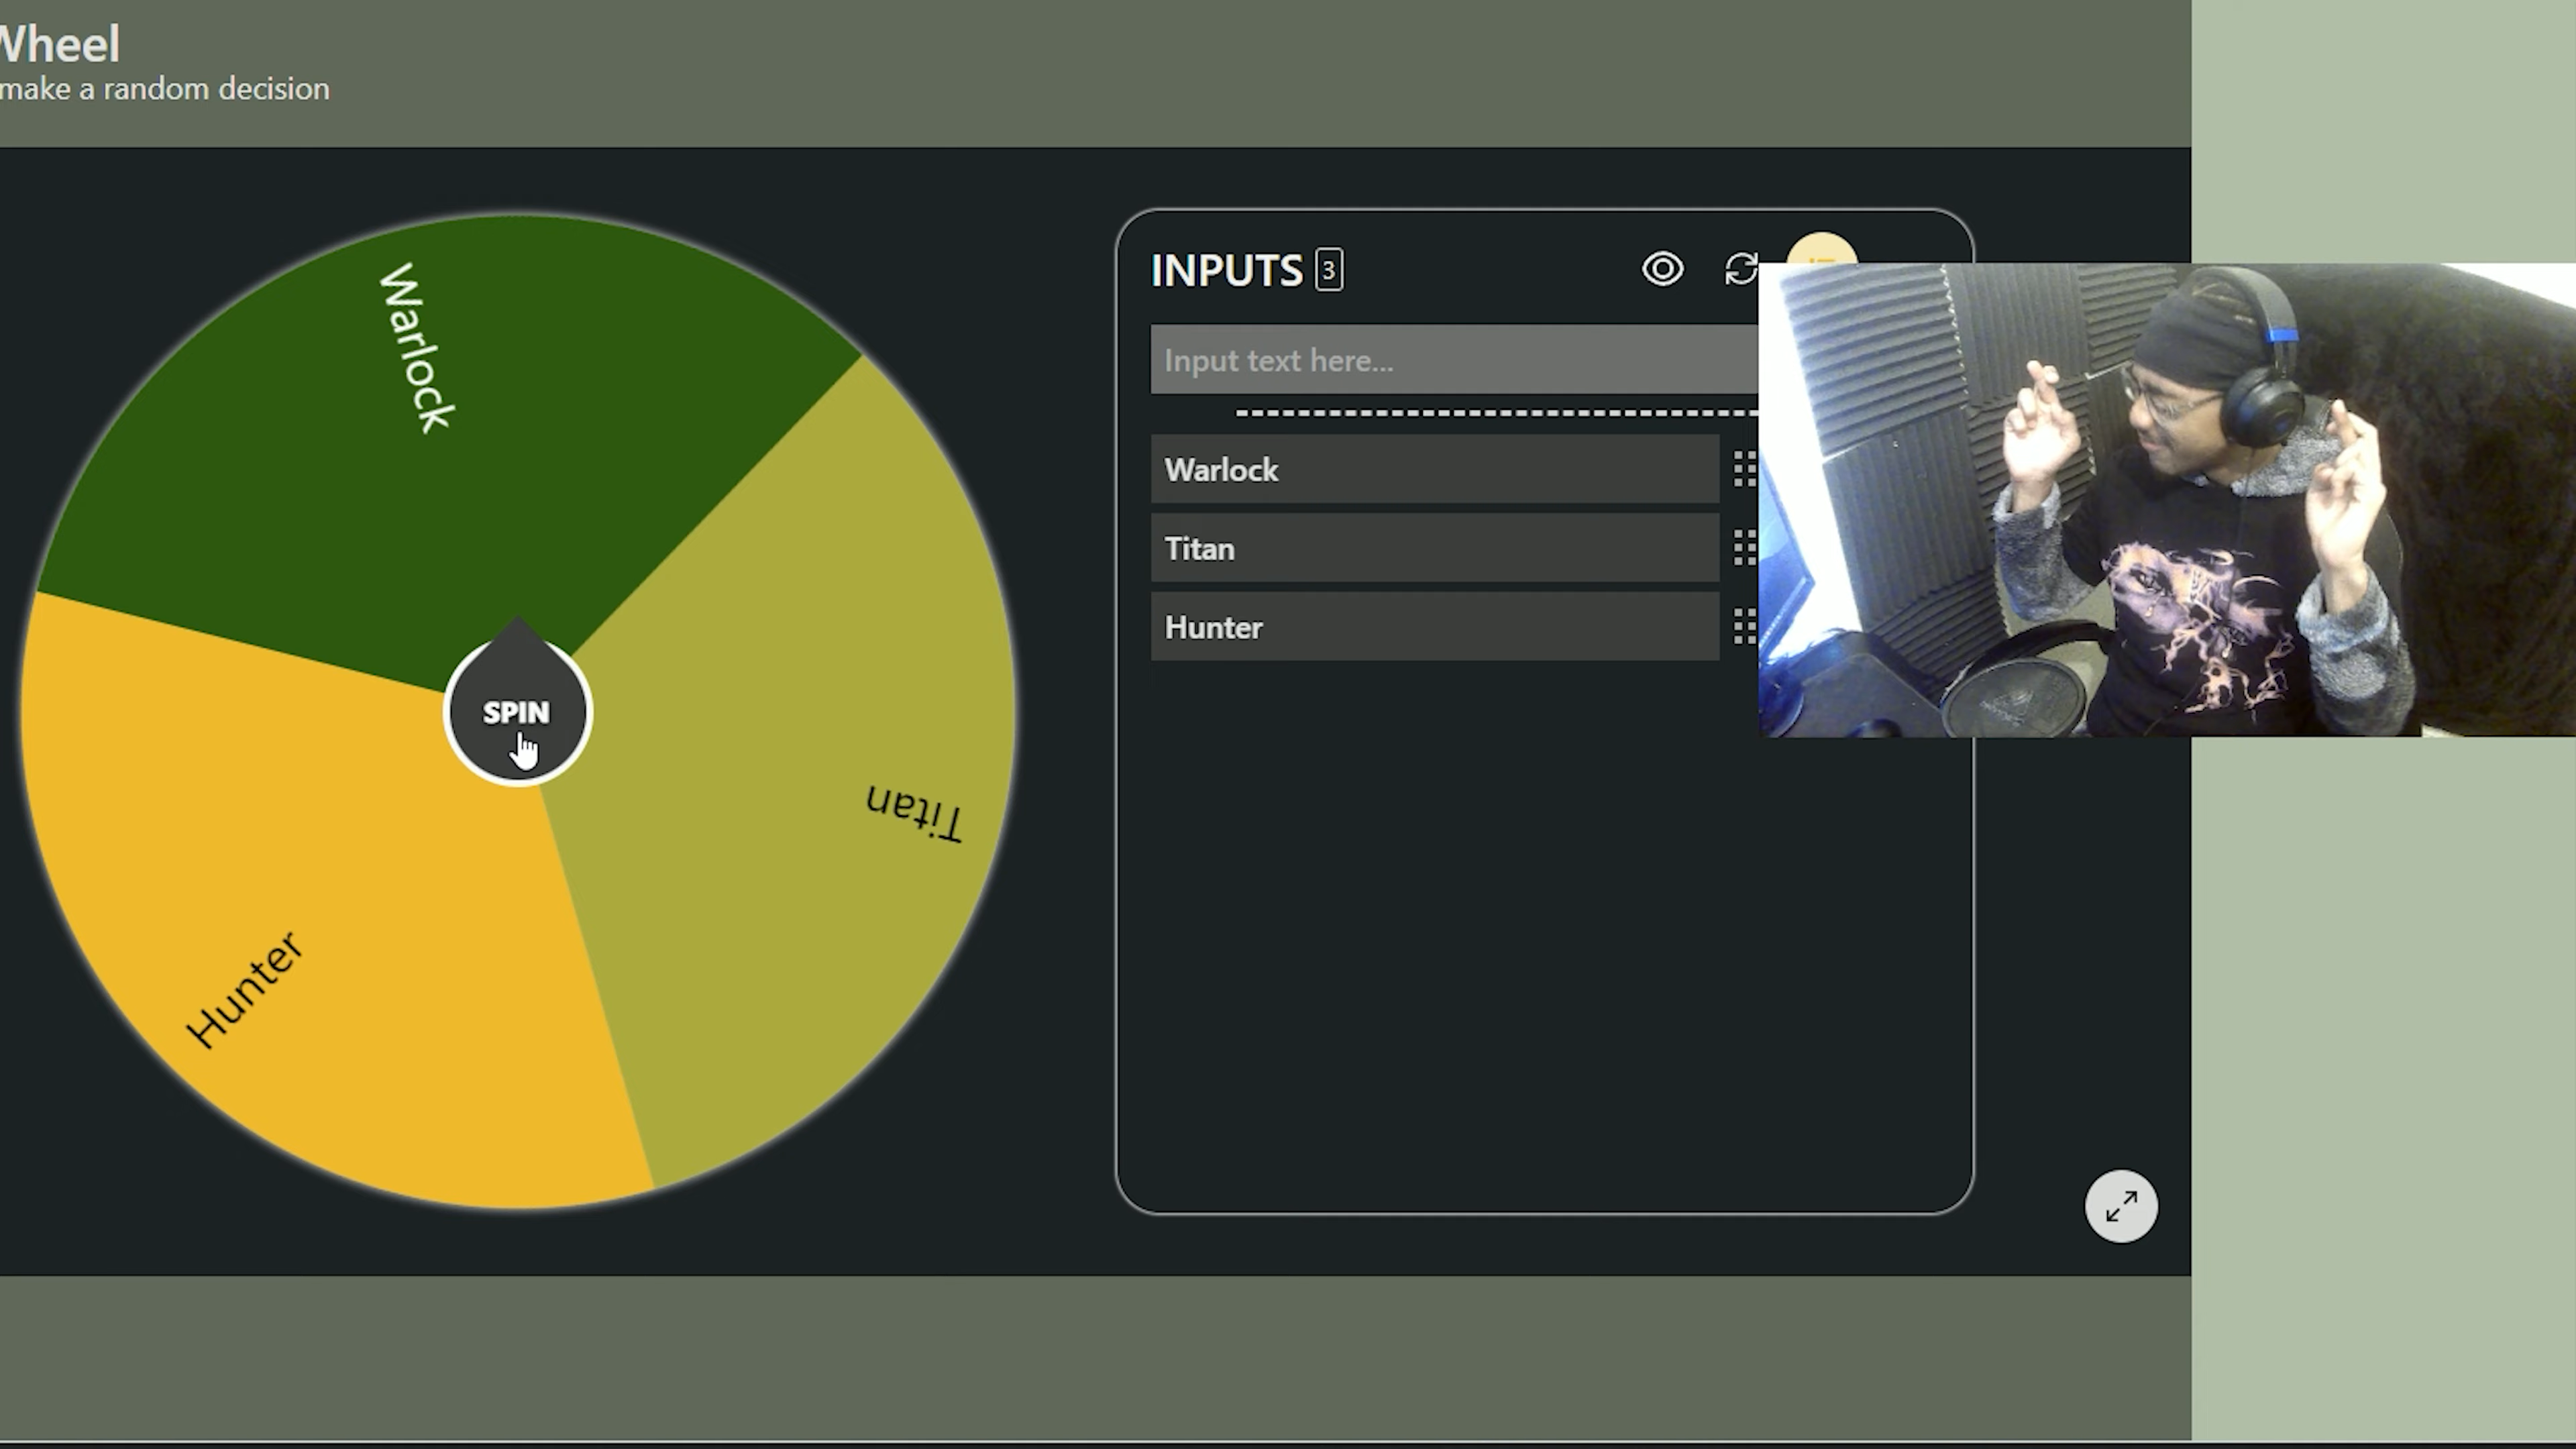 Wheel
make a random decision
Warlock
Titan
Hunter
SPIN
INPUTS 3
Input text here...
Warlock
Titan
Hunter